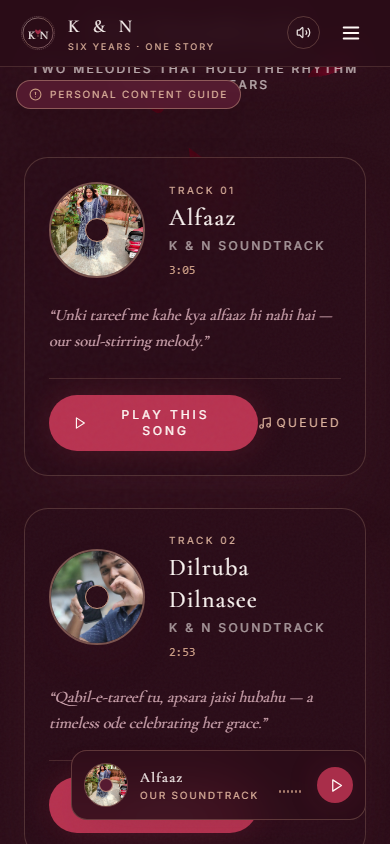 K & N
SIX YEARS · ONE STORY
TWO MELODIES THAT HOLD THE RHYTHM
ARS
PERSONAL CONTENT GUIDE
TRACK 01
Alfaaz
K & N SOUNDTRACK
3:05
“Unki tareef me kahe kya alfaaz hi nahi hai —
our soul-stirring melody.”
PLAY THIS
SONG
QUEUED
TRACK 02
Dilruba
Dilnasee
K & N SOUNDTRACK
2:53
“Qabil-e-tareef tu, apsara jaisi hubahu — a
timeless ode celebrating her grace.”
Alfaaz
OUR SOUNDTRACK